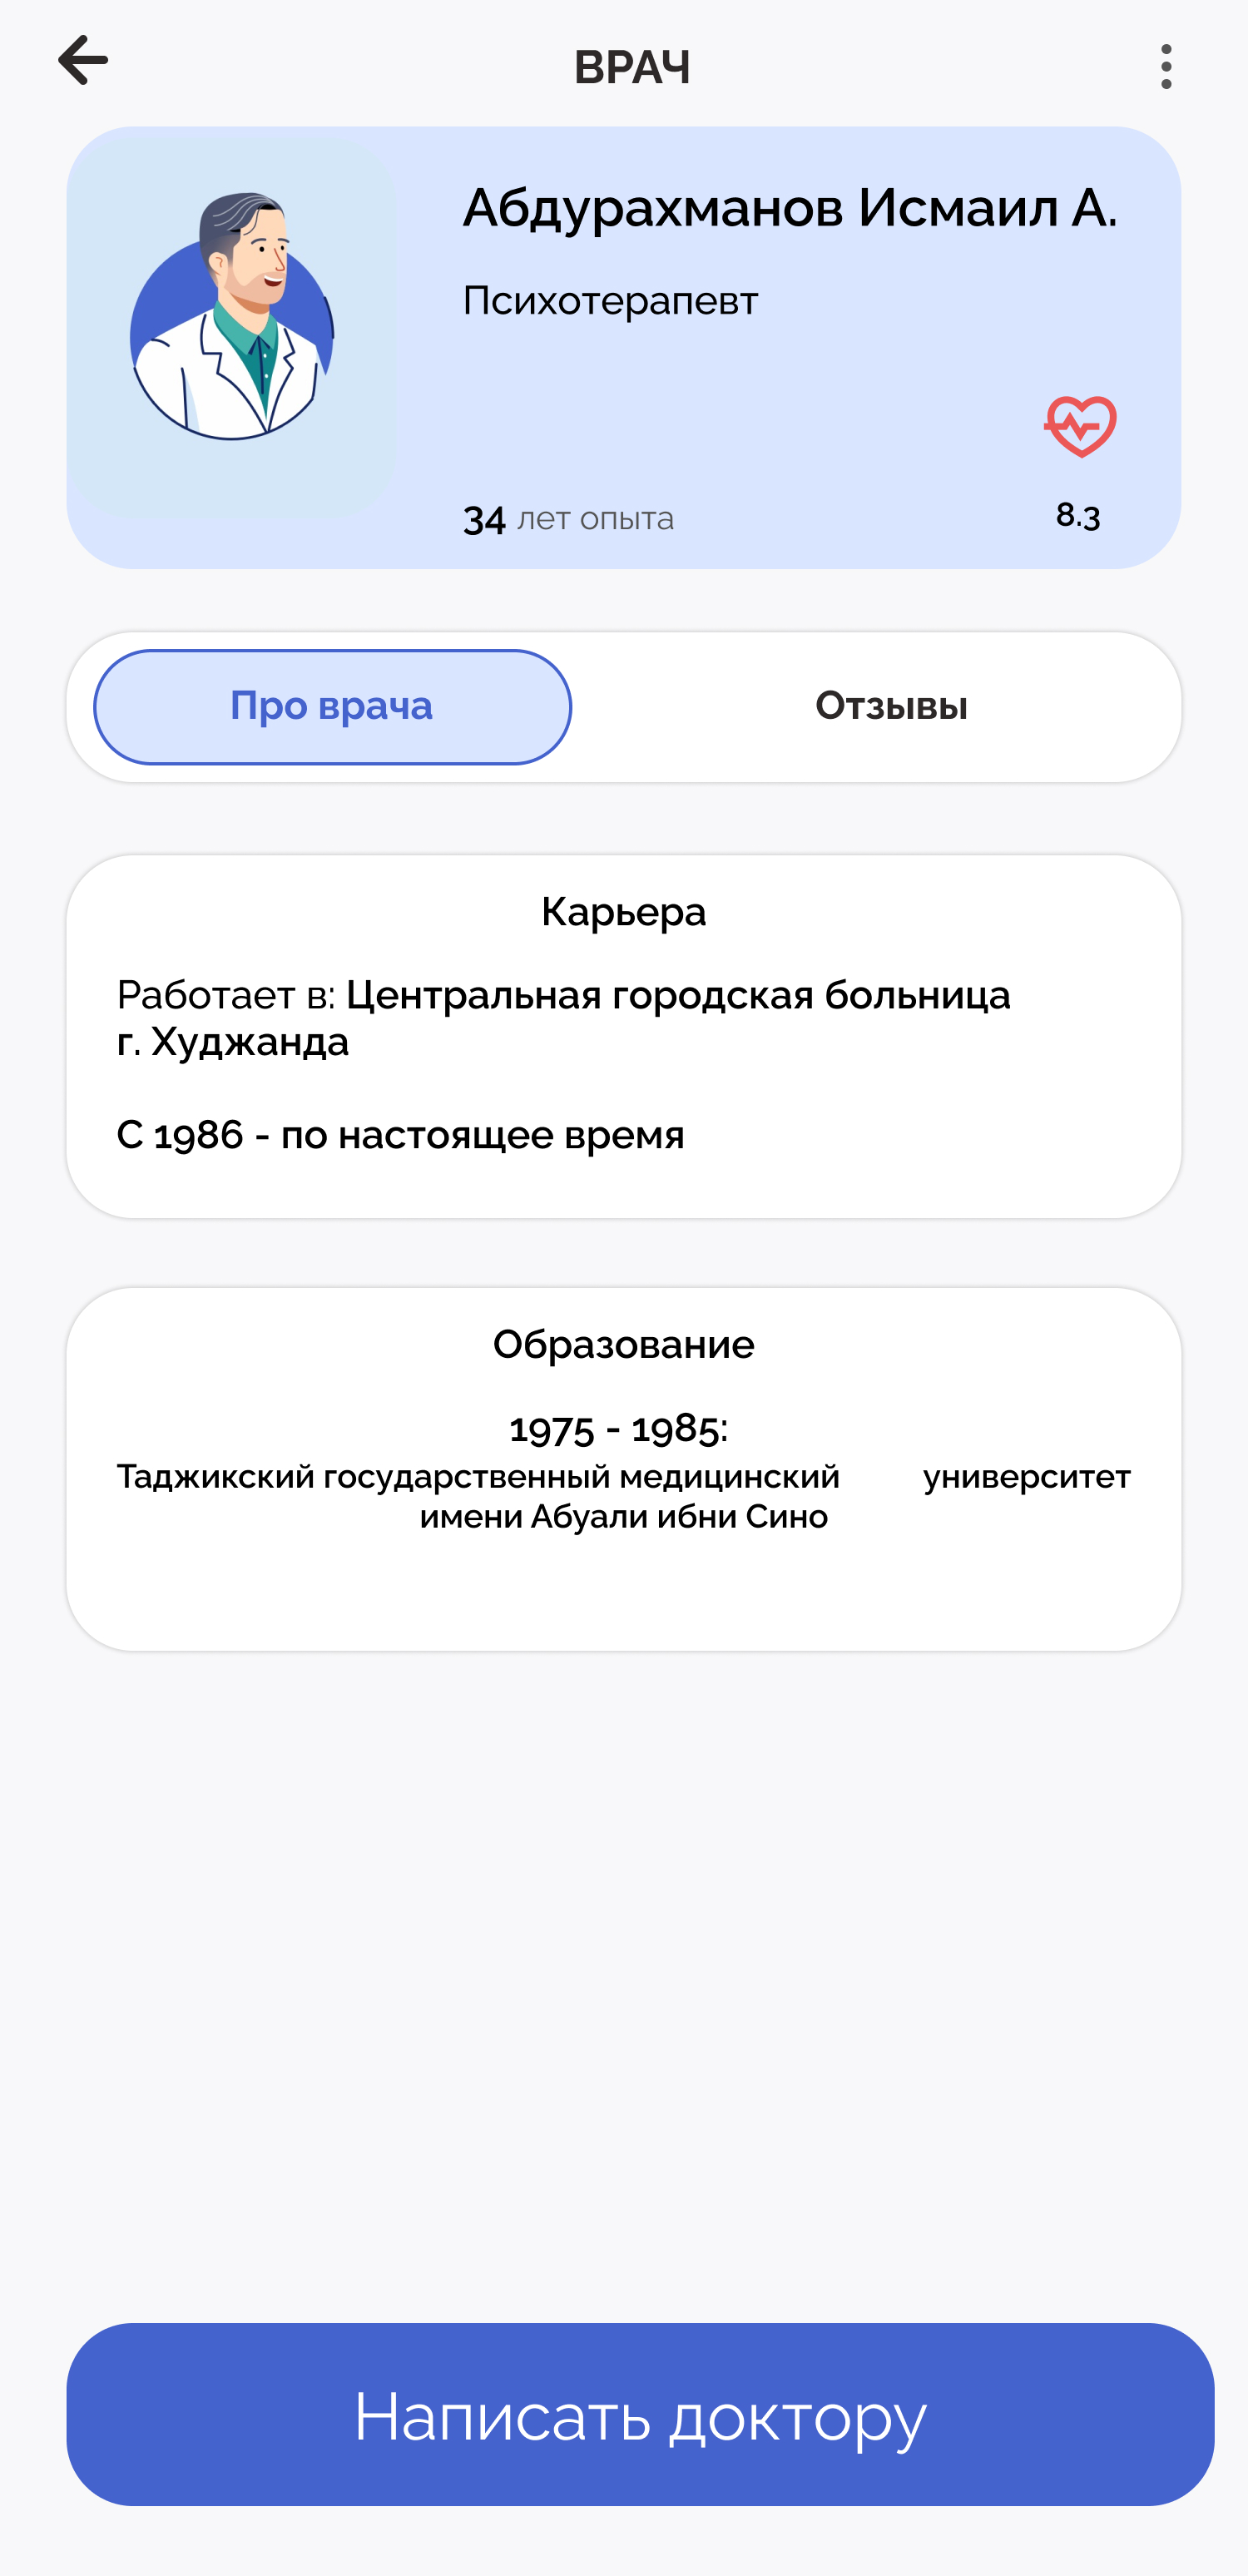 ВРАЧ
Абдурахманов Исмаил А.
Психотерапевт
34 лет опыта
8.3
Про врача
Отзывы
Карьера
Работает в: Центральная городская больница
г. Худжанда
С 1986 - по настоящее время
Образование
1975 - 1985:
Таджикский государственный медицинский университет
имени Абуали ибни Сино
Написать доктору